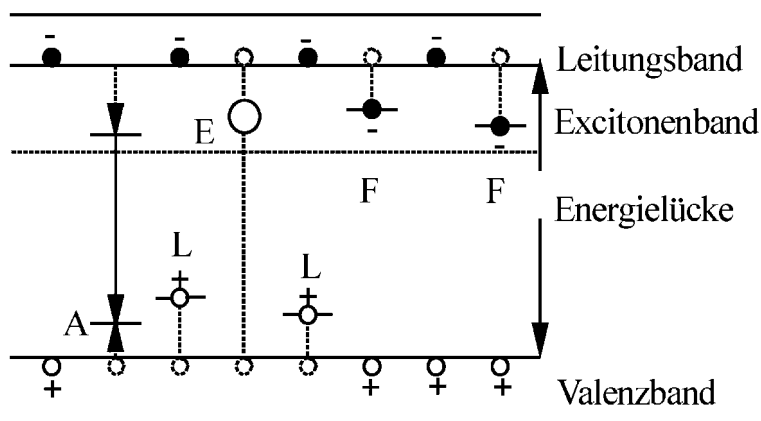 - - - -
Leitungsband
E
-
Excitonenband
-
F
F
Energielücke
L
L
+
+
A
+
+
+
+
Valenzband